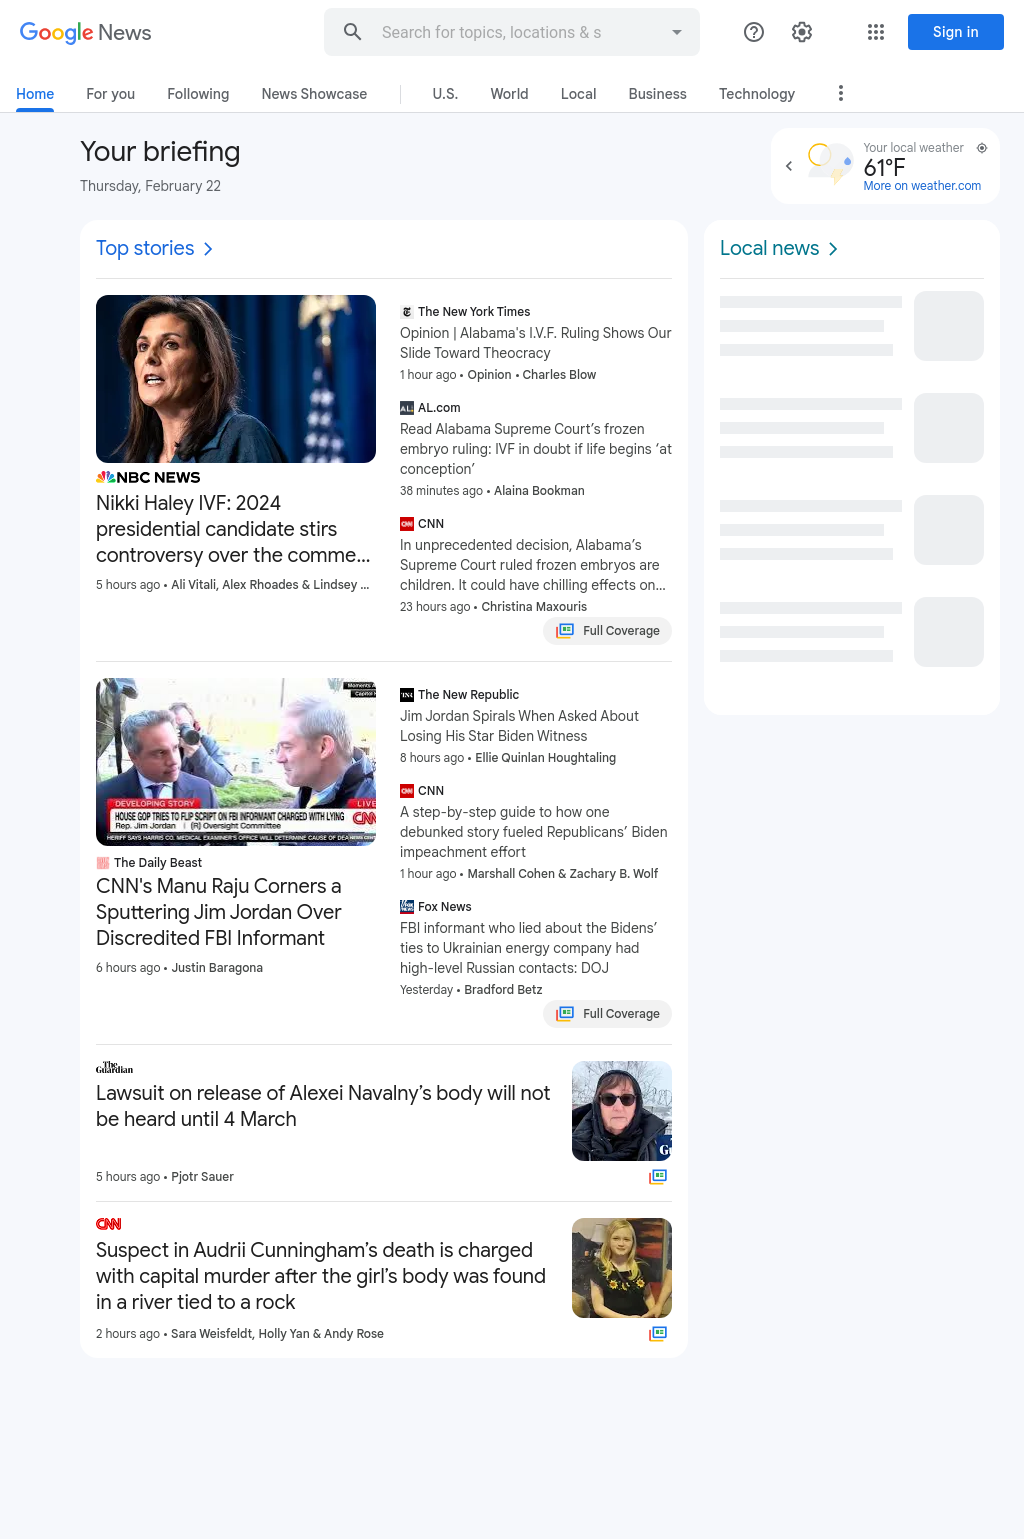 Google News
Search for topics, locations & s
Sign in
Home
For you
Following
News Showcase
U.S.
World
Local
Business
Technology
Your briefing
Thursday, February 22
Your local weather
61°F
More on weather.com
Top stories
NBC NEWS
Nikki Haley IVF: 2024
presidential candidate stirs
controversy over the comme...
5 hours ago • Ali Vitali, Alex Rhoades & Lindsey ...
The New York Times
Opinion | Alabama's I.V.F. Ruling Shows Our
Slide Toward Theocracy
1 hour ago • Opinion • Charles Blow
AL.com
Read Alabama Supreme Court’s frozen
embryo ruling: IVF in doubt if life begins ‘at
conception’
38 minutes ago • Alaina Bookman
CNN
In unprecedented decision, Alabama’s
Supreme Court ruled frozen embryos are
children. It could have chilling effects on...
23 hours ago • Christina Maxouris
Full Coverage
DEVELOPING STORY
LIVE
HOUSE GOP TRIES TO FLIP SCRIPT ON FBI INFORMANT CHARGED WITH LYING
CNN
Rep. Jim Jordan | (R) Oversight Committee
HERIFF SAYS HARRIS CO. MEDICAL EXAMINER'S OFFICE WILL DETERMINE CAUSE OF DEA
The Daily Beast
CNN's Manu Raju Corners a
Sputtering Jim Jordan Over
Discredited FBI Informant
6 hours ago • Justin Baragona
The New Republic
Jim Jordan Spirals When Asked About
Losing His Star Biden Witness
8 hours ago • Ellie Quinlan Houghtaling
CNN
A step-by-step guide to how one
debunked story fueled Republicans’ Biden
impeachment effort
1 hour ago • Marshall Cohen & Zachary B. Wolf
Fox News
FBI informant who lied about the Bidens’
ties to Ukrainian energy company had
high-level Russian contacts: DOJ
Yesterday • Bradford Betz
Full Coverage
The
Guardian
Lawsuit on release of Alexei Navalny’s body will not
be heard until 4 March
5 hours ago • Pjotr Sauer
CNN
Suspect in Audrii Cunningham’s death is charged
with capital murder after the girl’s body was found
in a river tied to a rock
2 hours ago • Sara Weisfeldt, Holly Yan & Andy Rose
Local news